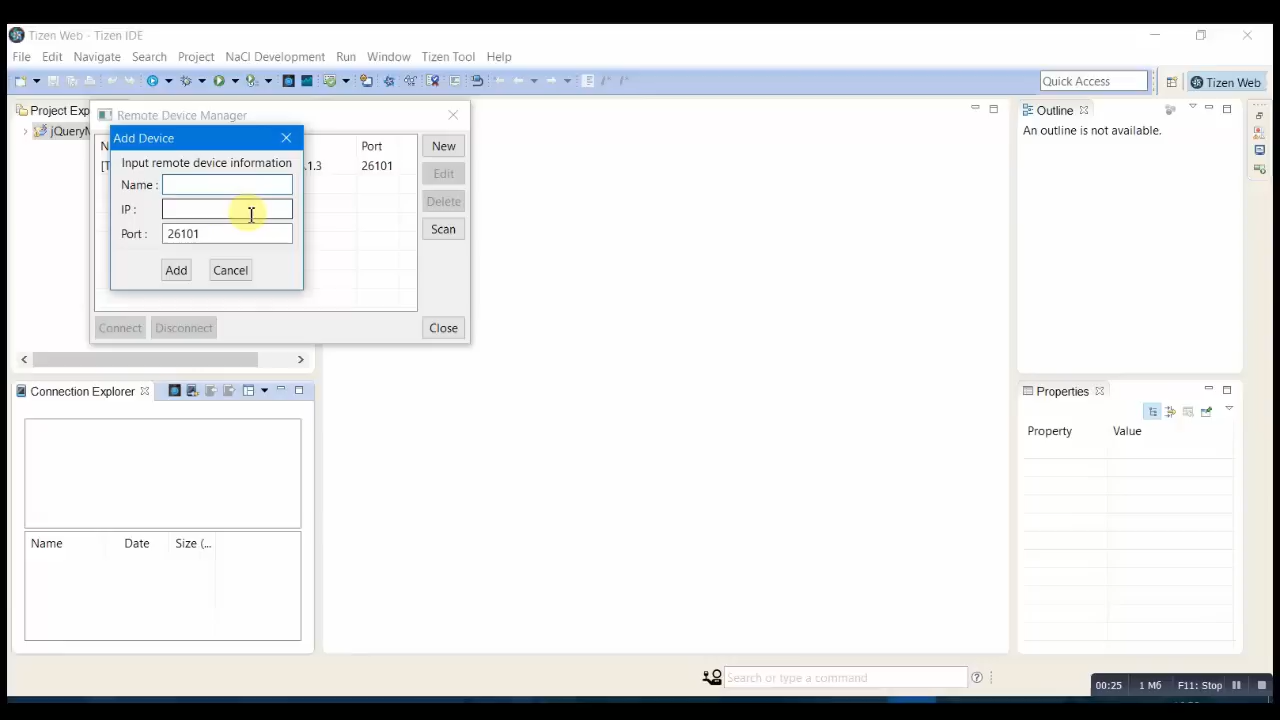 Tizen Web - Tizen IDE
File Edit Navigate Search Project NaCl Development Run Window Tizen Tool Help
Quick Access
Tizen Web
Project Exp
jQueryM
Remote Device Manager
Port
.1.3 26101
New
Edit
Delete
Scan
Connect Disconnect Close
Add Device
Input remote device information
Name :
IP :
Port : 26101
Add Cancel
Outline
An outline is not available.
Connection Explorer
Name Date Size (...
Properties
Property Value
Search or type a command
00:25 1 M6 F11: Stop